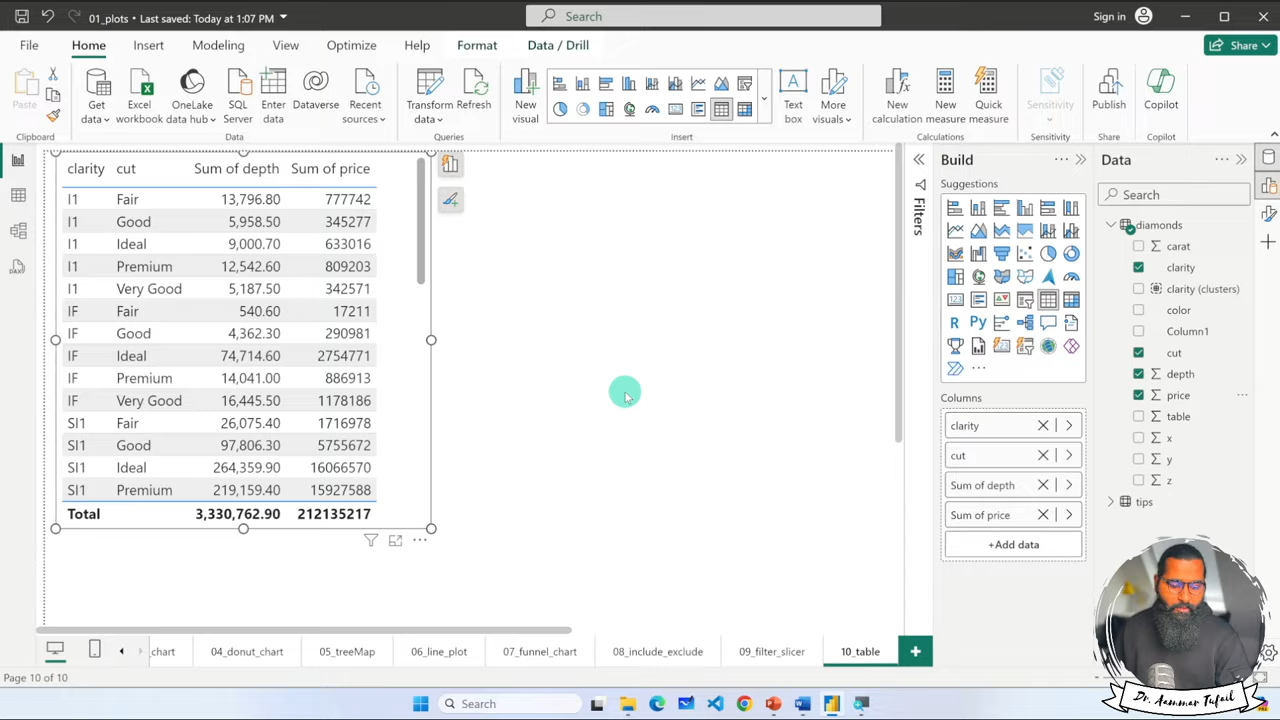 01_plots • Last saved: Today at 1:07 PM
Search
Sign in
File
Home
Insert
Modeling
View
Optimize
Help
Format
Data / Drill
Share
Paste
Get data
Excel workbook
OneLake data hub
SQL Server
Enter data
Dataverse
Recent sources
Transform data
Refresh
New visual
Text box
More visuals
New calculation
New measure
Quick measure
Sensitivity
Publish
Copilot
Clipboard
Data
Queries
Insert
Calculations
Sensitivity
Share
Copilot
clarity cut Sum of depth Sum of price
I1 Fair 13,796.80 777742
I1 Good 5,958.50 345277
I1 Ideal 9,000.70 633016
I1 Premium 12,542.60 809203
I1 Very Good 5,187.50 342571
IF Fair 540.60 17211
IF Good 4,362.30 290981
IF Ideal 74,714.60 2754771
IF Premium 14,041.00 886913
IF Very Good 16,445.50 1178186
SI1 Fair 26,075.40 1716978
SI1 Good 97,806.30 5755672
SI1 Ideal 264,359.90 16066570
SI1 Premium 219,159.40 15927588
Total 3,330,762.90 212135217
Filters
Build
Suggestions
R Py
Columns
clarity
cut
Sum of depth
Sum of price
+Add data
Data
Search
diamonds
carat
clarity
clarity (clusters)
color
Column1
cut
depth
price
table
x
y
z
tips
_chart
04_donut_chart
05_treeMap
06_line_plot
07_funnel_chart
08_include_exclude
09_filter_slicer
10_table
Page 10 of 10
Search
Dr. Aammar Tufail